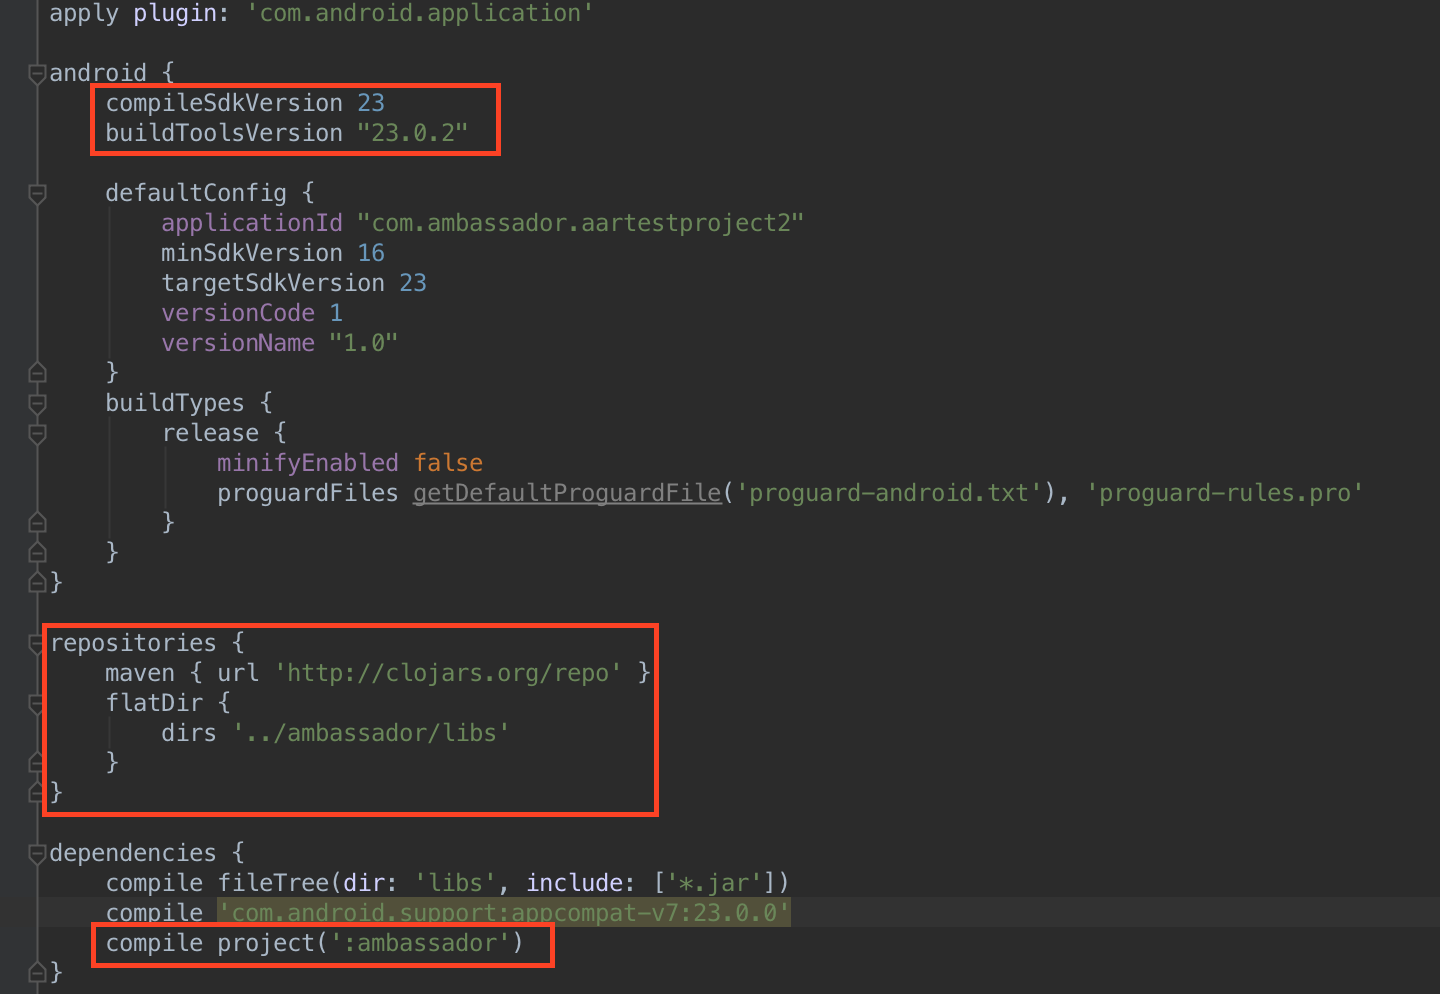 apply plugin: 'com.android.application'
android {
compileSdkVersion 23
buildToolsVersion "23.0.2"
defaultConfig {
applicationId "com.ambassador.aartestproject2"
minSdkVersion 16
targetSdkVersion 23
versionCode 1
versionName "1.0"
}
buildTypes {
release {
minifyEnabled false
proguardFiles getDefaultProguardFile('proguard-android.txt'), 'proguard-rules.pro'
}
}
}
repositories {
maven { url 'http://clojars.org/repo' }
flatDir {
dirs '../ambassador/libs'
}
}
dependencies {
compile fileTree(dir: 'libs', include: ['*.jar'])
compile 'com.android.support:appcompat-v7:23.0.0'
compile project(':ambassador')
}